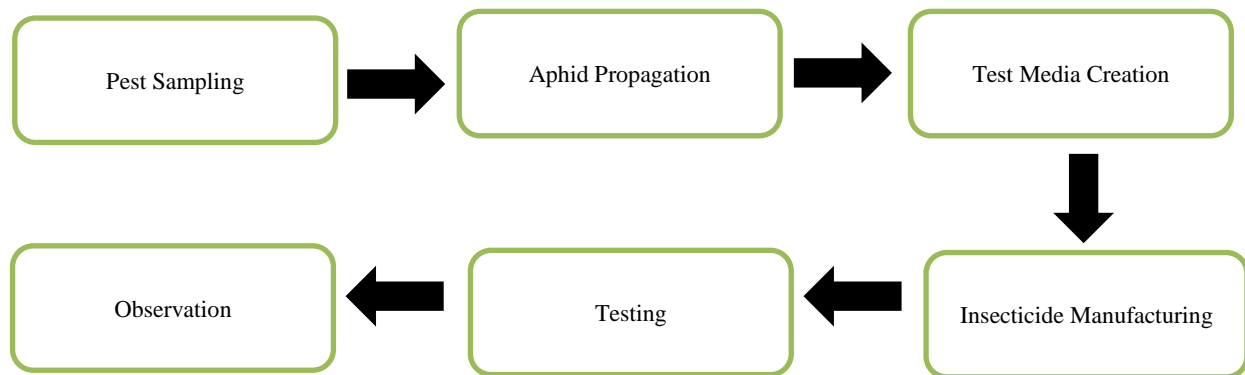 Pest Sampling
Aphid Propagation
Test Media Creation
Insecticide Manufacturing
Testing
Observation